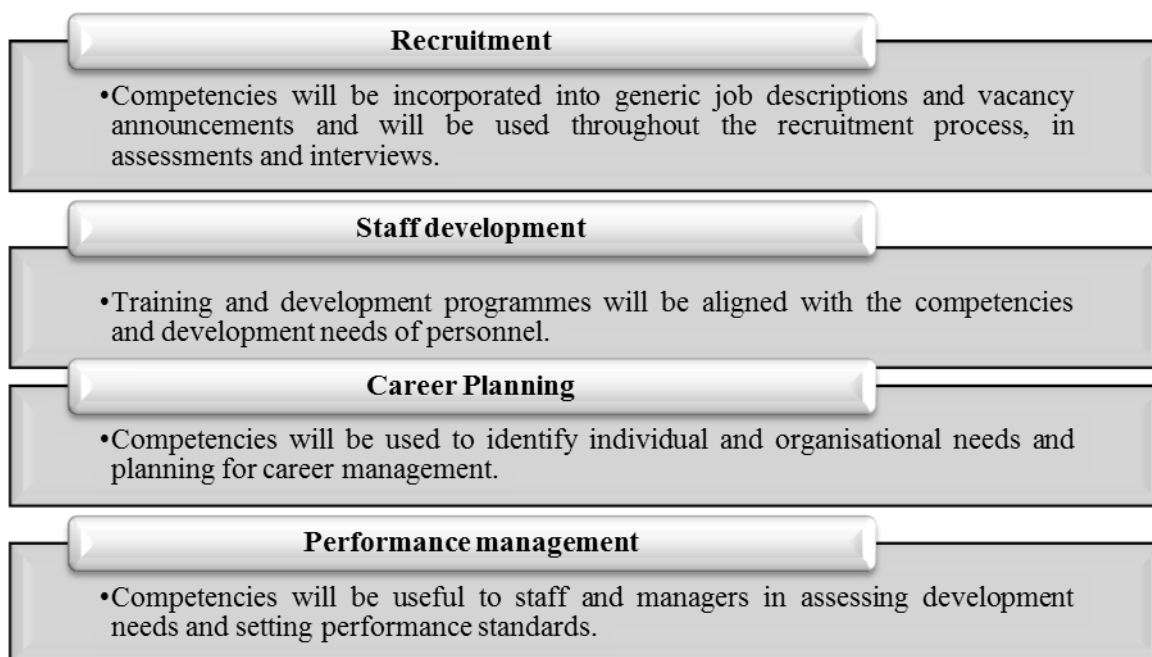 Recruitment
•Competencies will be incorporated into generic job descriptions and vacancy
announcements and will be used throughout the recruitment process, in
assessments and interviews.
Staff development
•Training and development programmes will be aligned with the competencies
and development needs of personnel.
Career Planning
•Competencies will be used to identify individual and organisational needs and
planning for career management.
Performance management
•Competencies will be useful to staff and managers in assessing development
needs and setting performance standards.